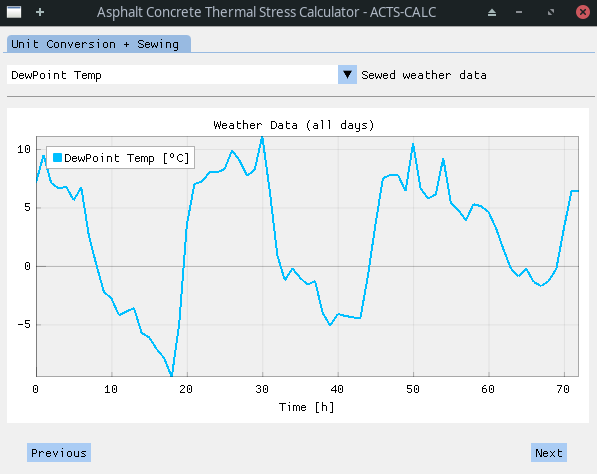 Asphalt Concrete Thermal Stress Calculator - ACTS-CALC
Unit Conversion + Sewing
DewPoint Temp
Sewed weather data
Weather Data (all days)
DewPoint Temp [ºC]
10
5
0
−5
0 10 20 30 40 50 60 70
Time [h]
Previous
Next